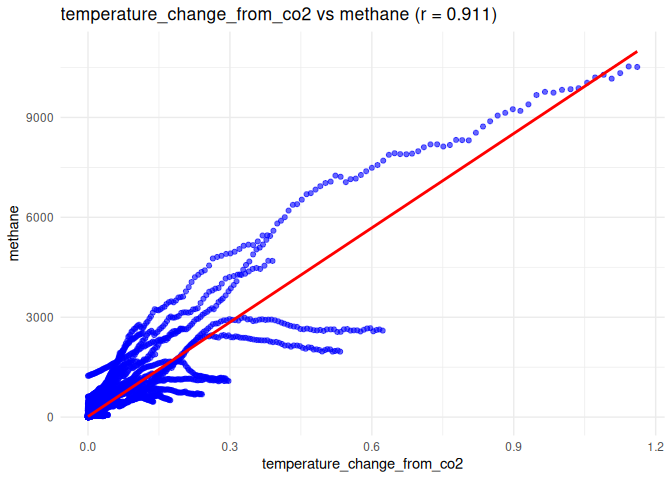 temperature_change_from_co2 vs methane (r = 0.911)
methane
9000
6000
3000
0
0.0 0.3 0.6 0.9 1.2
temperature_change_from_co2